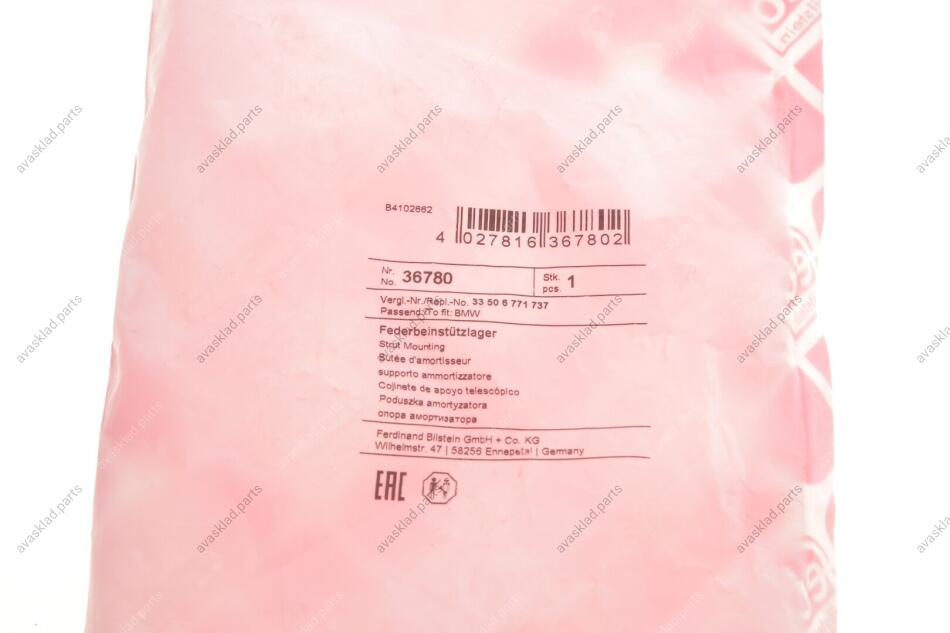 B4102662
4 027816 367802
Nr.
No. 36780
Stk.
pcs. 1
Vergl.-Nr./Repl.-No. 33 50 6 771 737
Passend:/To fit: BMW
Federbeinstützlager
Strut Mounting
Butée d'amortisseur
supporto ammortizzatore
Cojinete de apoyo telescópico
Poduszka amortyzatora
опора амортизатора
Ferdinand Bilstein GmbH + Co. KG
Wilhelmstr. 47 | 58256 Ennepetal | Germany
EAC
avasklad.parts